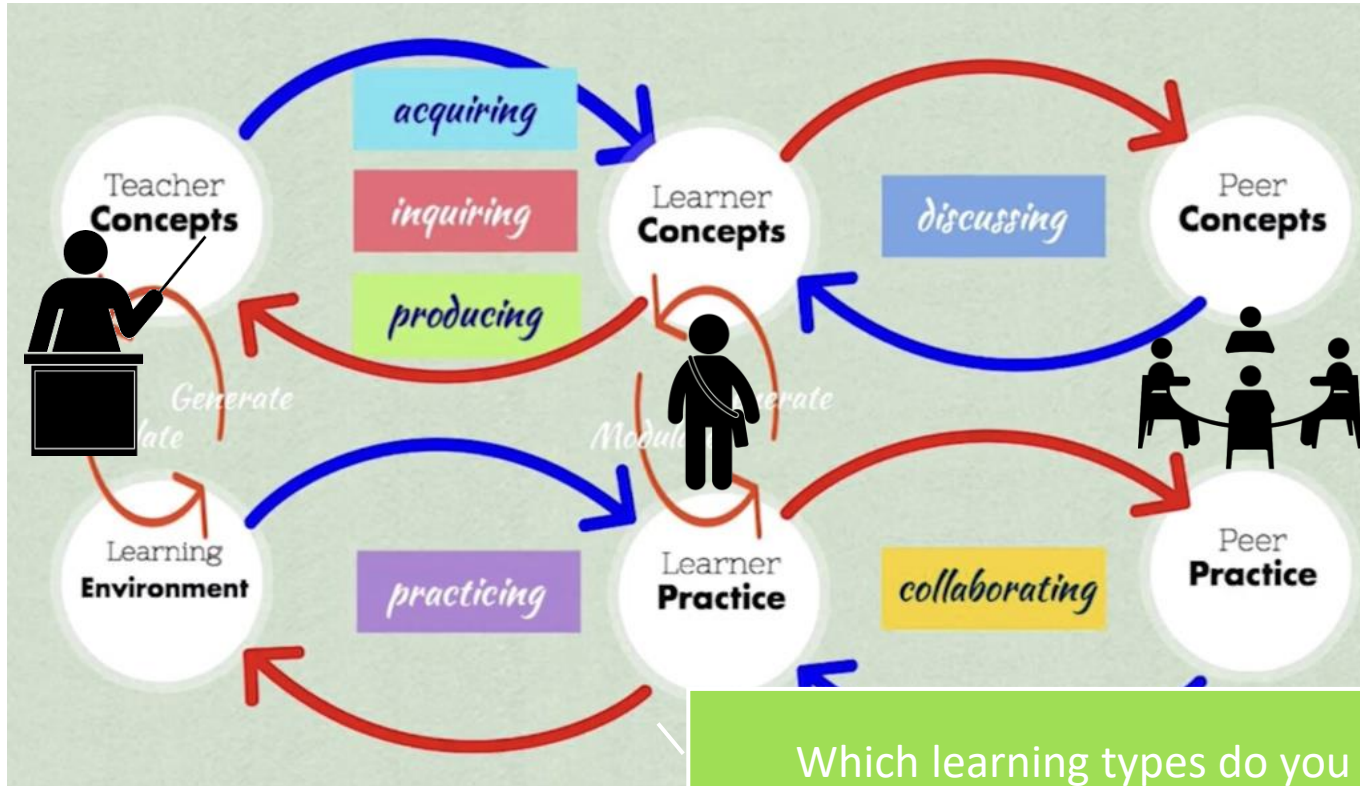 acquiring
Teacher
Concepts
inquiring
Learner
Concepts
discussing
Peer
Concepts
producing
Generate
Learning
Environment
practicing
Learner
Practice
collaborating
Peer
Practice
Which learning types do you